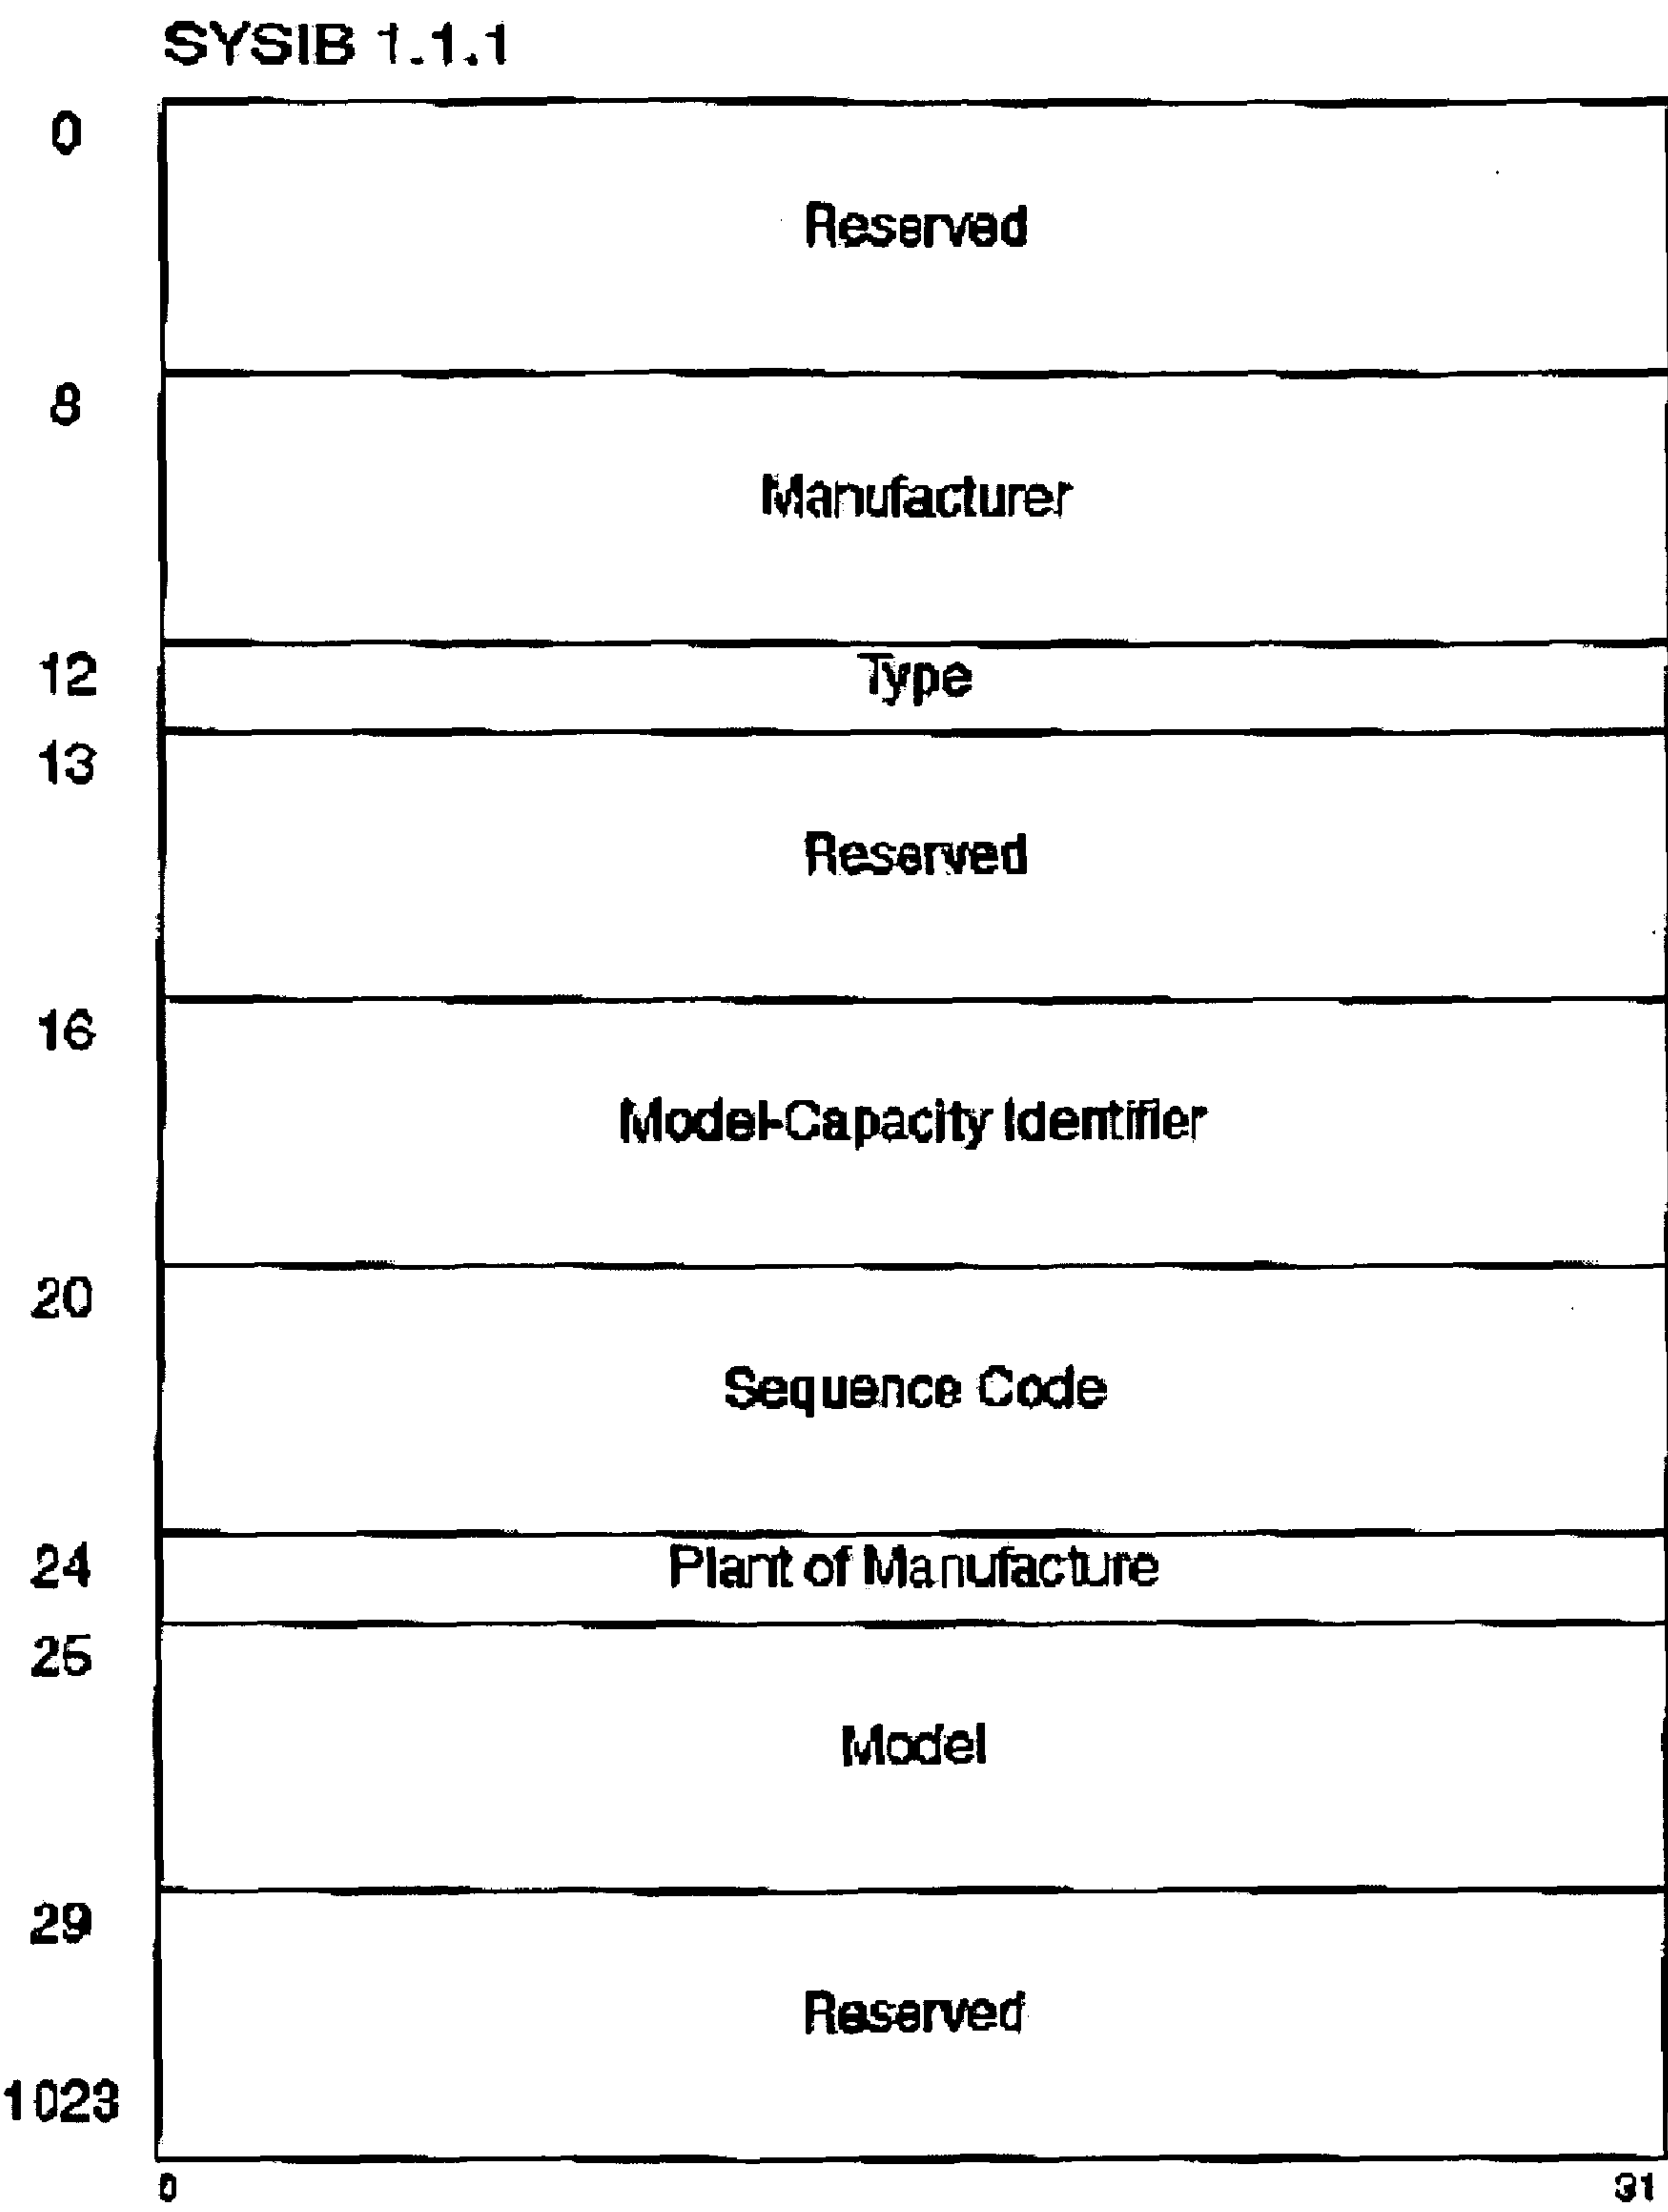 SYSIB 1.1.1
0
Reserved
8
Manufacturer
12 Type
13
Reserved
16
Model-Capacity Identifier
20
Sequence Code
24 Plant of Manufacture
25
Model
29
Reserved
1023
0 31